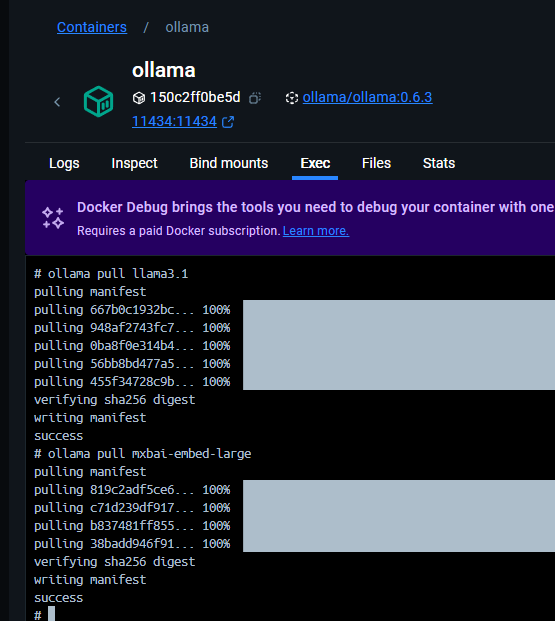 Containers / ollama
ollama
150c2ff0be5d ollama/ollama:0.6.3
11434:11434
Logs Inspect Bind mounts Exec Files Stats
Docker Debug brings the tools you need to debug your container with one
Requires a paid Docker subscription. Learn more.
# ollama pull llama3.1
pulling manifest
pulling 667b0c1932bc... 100%
pulling 948af2743fc7... 100%
pulling 0ba8f0e314b4... 100%
pulling 56bb8bd477a5... 100%
pulling 455f34728c9b... 100%
verifying sha256 digest
writing manifest
success
# ollama pull mxbai-embed-large
pulling manifest
pulling 819c2adf5ce6... 100%
pulling c71d239df917... 100%
pulling b837481ff855... 100%
pulling 38badd946f91... 100%
verifying sha256 digest
writing manifest
success
#